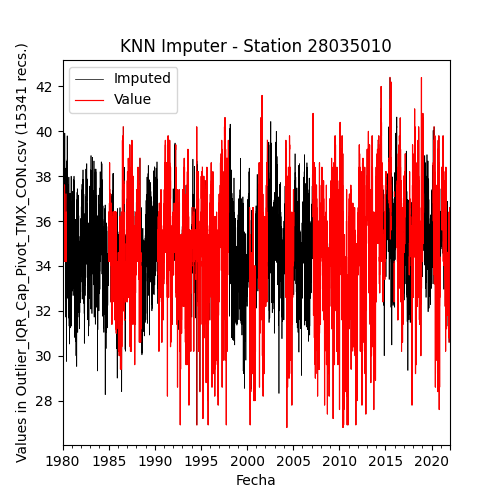 KNN Imputer - Station 28035010
Imputed
Value
Values in Outlier_IQR_Cap_Pivot_TMX_CON.csv (15341 recs.)
42
40
38
36
34
32
30
28
1980 1985 1990 1995 2000 2005 2010 2015 2020
Fecha